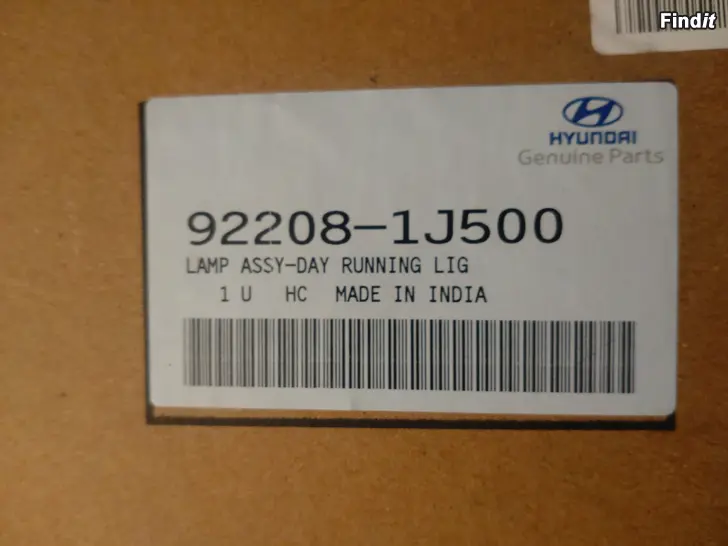 Findit
HYUNDAI
Genuine Parts
92208-1J500
LAMP ASSY-DAY RUNNING LIG
1 U HC MADE IN INDIA